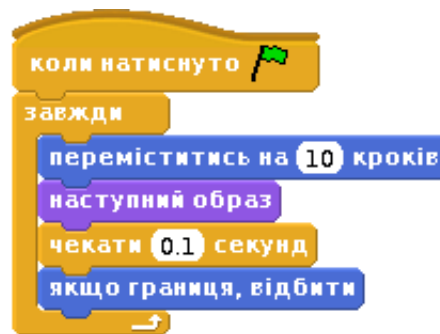 коли натиснуто
завжди
переміститись на 10 кроків
наступний образ
чекати 0.1 секунд
якщо границя, відбити